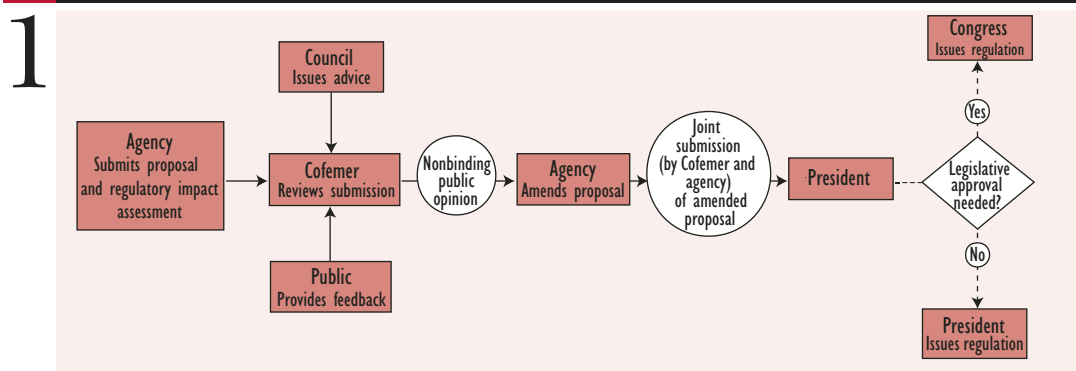 1
Council
Issues advice
Agency
Submits proposal
and regulatory impact
assessment
Cofemer
Reviews submission
Public
Provides feedback
Nonbinding
public
opinion
Agency
Amends proposal
Joint
submission
(by Cofemer and
agency)
of amended
proposal
President
Legislative
approval
needed?
Yes
Congress
Issues regulation
No
President
Issues regulation